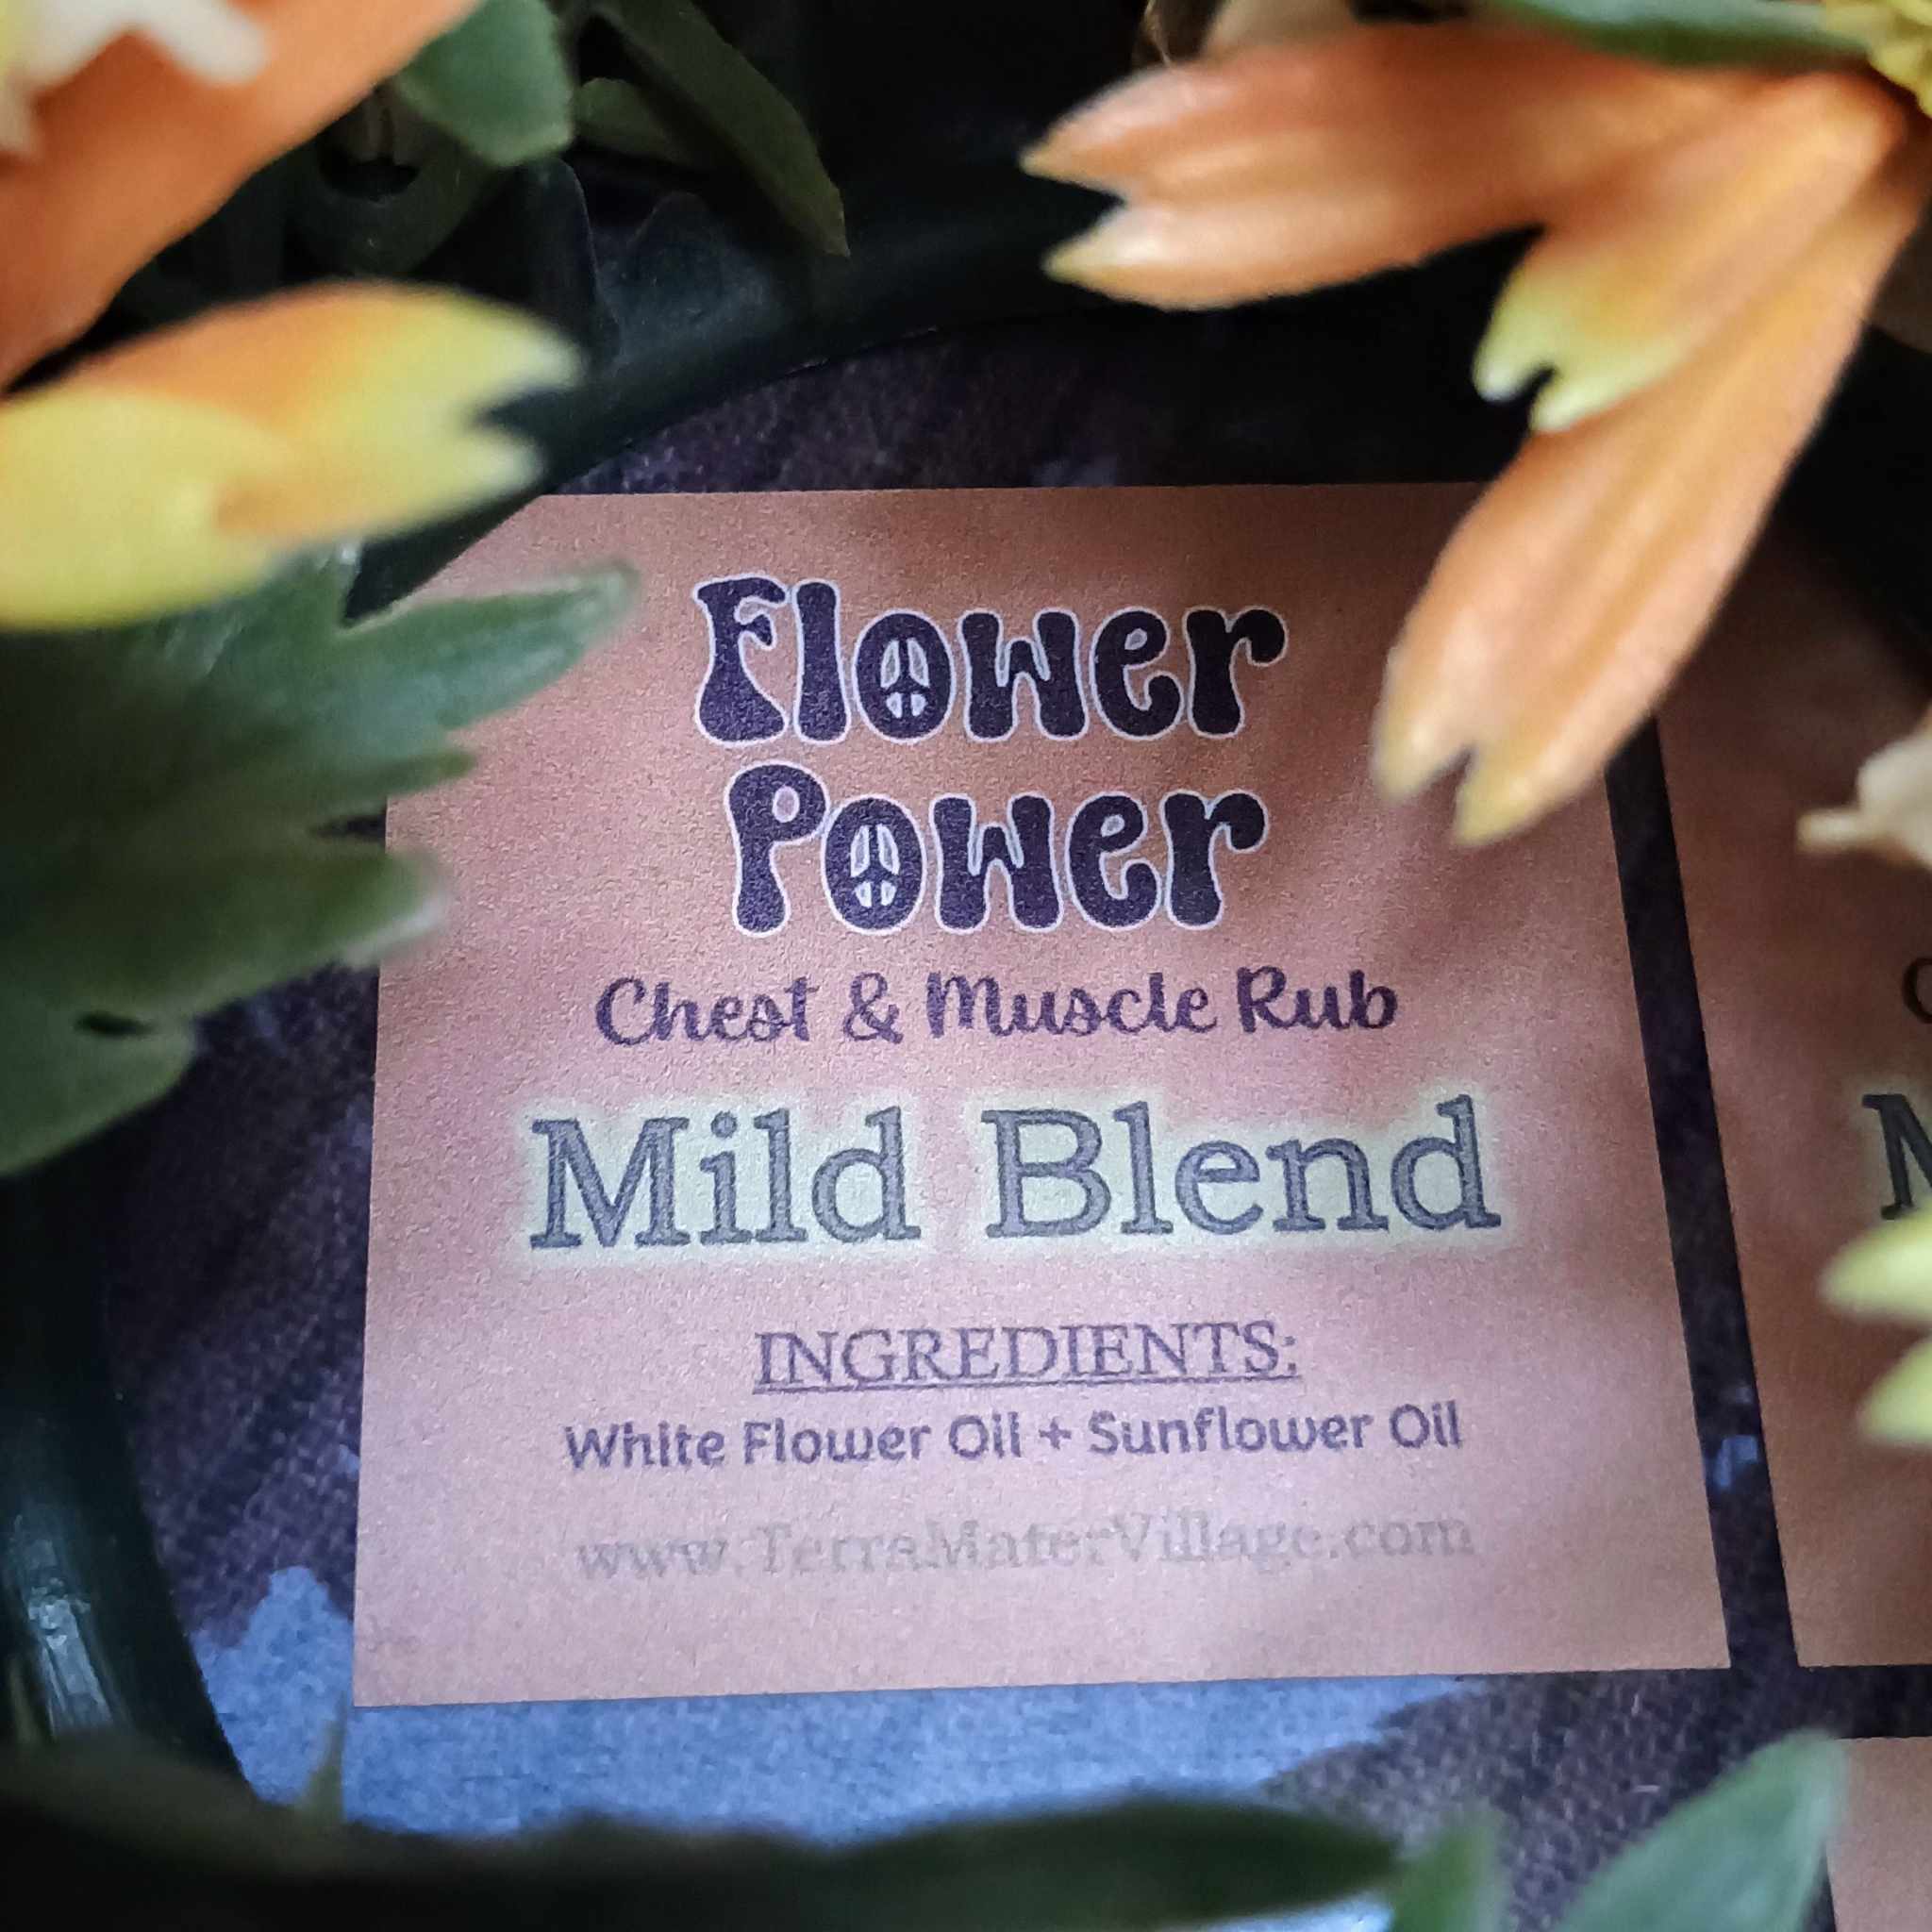 Flower
Power
Chest & Muscle Rub
Mild Blend
INGREDIENTS:
White Flower Oil + Sunflower Oil
www.TerraMaterVillage.com